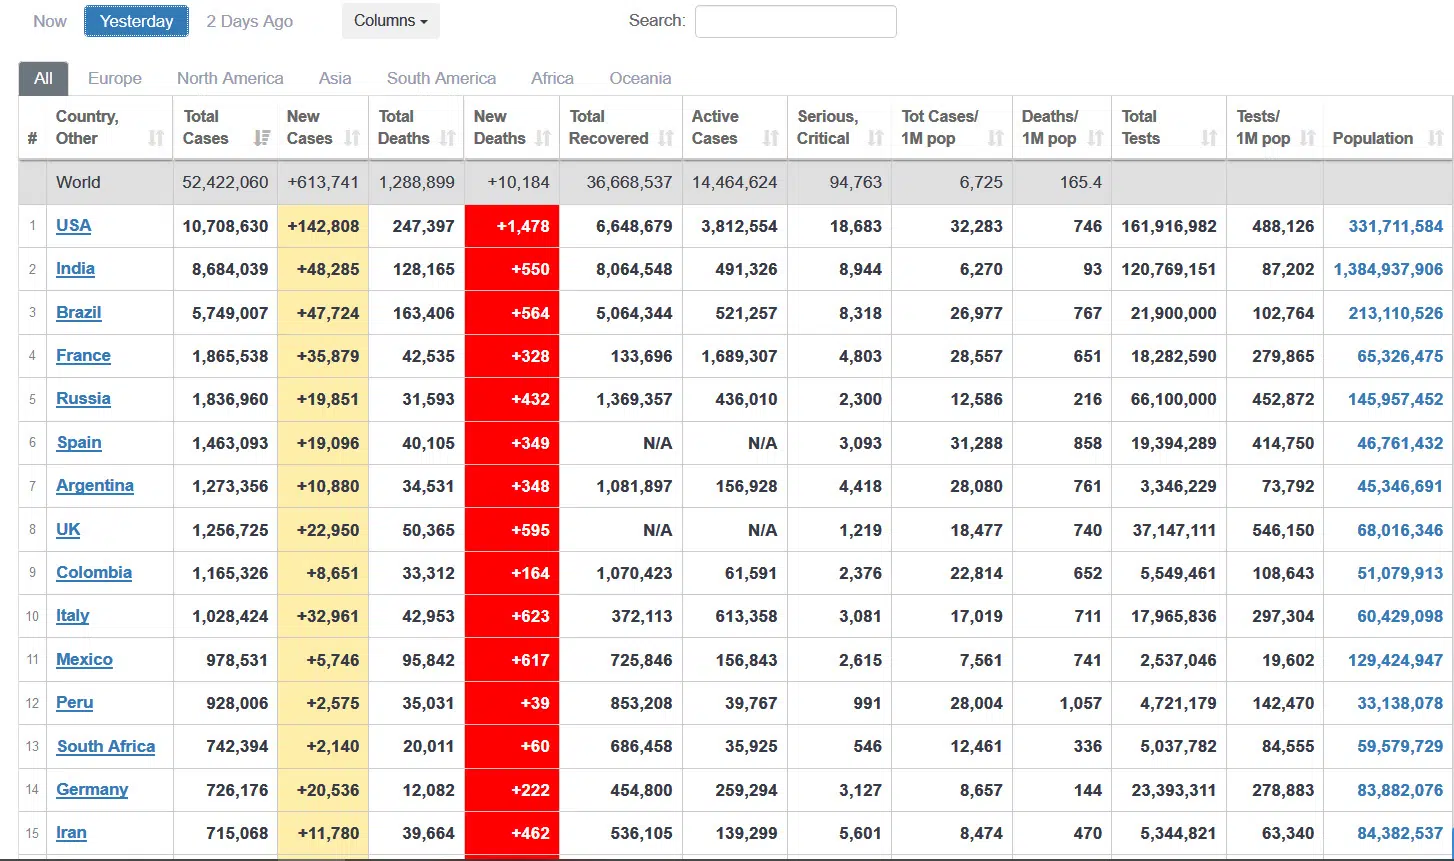 Now Yesterday 2 Days Ago Columns Search:
All Europe North America Asia South America Africa Oceania
# Country, Other Total Cases New Cases Total Deaths New Deaths Total Recovered Active Cases Serious, Critical Tot Cases/ 1M pop Deaths/ 1M pop Total Tests Tests/ 1M pop Population
World 52,422,060 +613,741 1,288,899 +10,184 36,668,537 14,464,624 94,763 6,725 165.4
1 USA 10,708,630 +142,808 247,397 +1,478 6,648,679 3,812,554 18,683 32,283 746 161,916,982 488,126 331,711,584
2 India 8,684,039 +48,285 128,165 +550 8,064,548 491,326 8,944 6,270 93 120,769,151 87,202 1,384,937,906
3 Brazil 5,749,007 +47,724 163,406 +564 5,064,344 521,257 8,318 26,977 767 21,900,000 102,764 213,110,526
4 France 1,865,538 +35,879 42,535 +328 133,696 1,689,307 4,803 28,557 651 18,282,590 279,865 65,326,475
5 Russia 1,836,960 +19,851 31,593 +432 1,369,357 436,010 2,300 12,586 216 66,100,000 452,872 145,957,452
6 Spain 1,463,093 +19,096 40,105 +349 N/A N/A 3,093 31,288 858 19,394,289 414,750 46,761,432
7 Argentina 1,273,356 +10,880 34,531 +348 1,081,897 156,928 4,418 28,080 761 3,346,229 73,792 45,346,691
8 UK 1,256,725 +22,950 50,365 +595 N/A N/A 1,219 18,477 740 37,147,111 546,150 68,016,346
9 Colombia 1,165,326 +8,651 33,312 +164 1,070,423 61,591 2,376 22,814 652 5,549,461 108,643 51,079,913
10 Italy 1,028,424 +32,961 42,953 +623 372,113 613,358 3,081 17,019 711 17,965,836 297,304 60,429,098
11 Mexico 978,531 +5,746 95,842 +617 725,846 156,843 2,615 7,561 741 2,537,046 19,602 129,424,947
12 Peru 928,006 +2,575 35,031 +39 853,208 39,767 991 28,004 1,057 4,721,179 142,470 33,138,078
13 South Africa 742,394 +2,140 20,011 +60 686,458 35,925 546 12,461 336 5,037,782 84,555 59,579,729
14 Germany 726,176 +20,536 12,082 +222 454,800 259,294 3,127 8,657 144 23,393,311 278,883 83,882,076
15 Iran 715,068 +11,780 39,664 +462 536,105 139,299 5,601 8,474 470 5,344,821 63,340 84,382,537